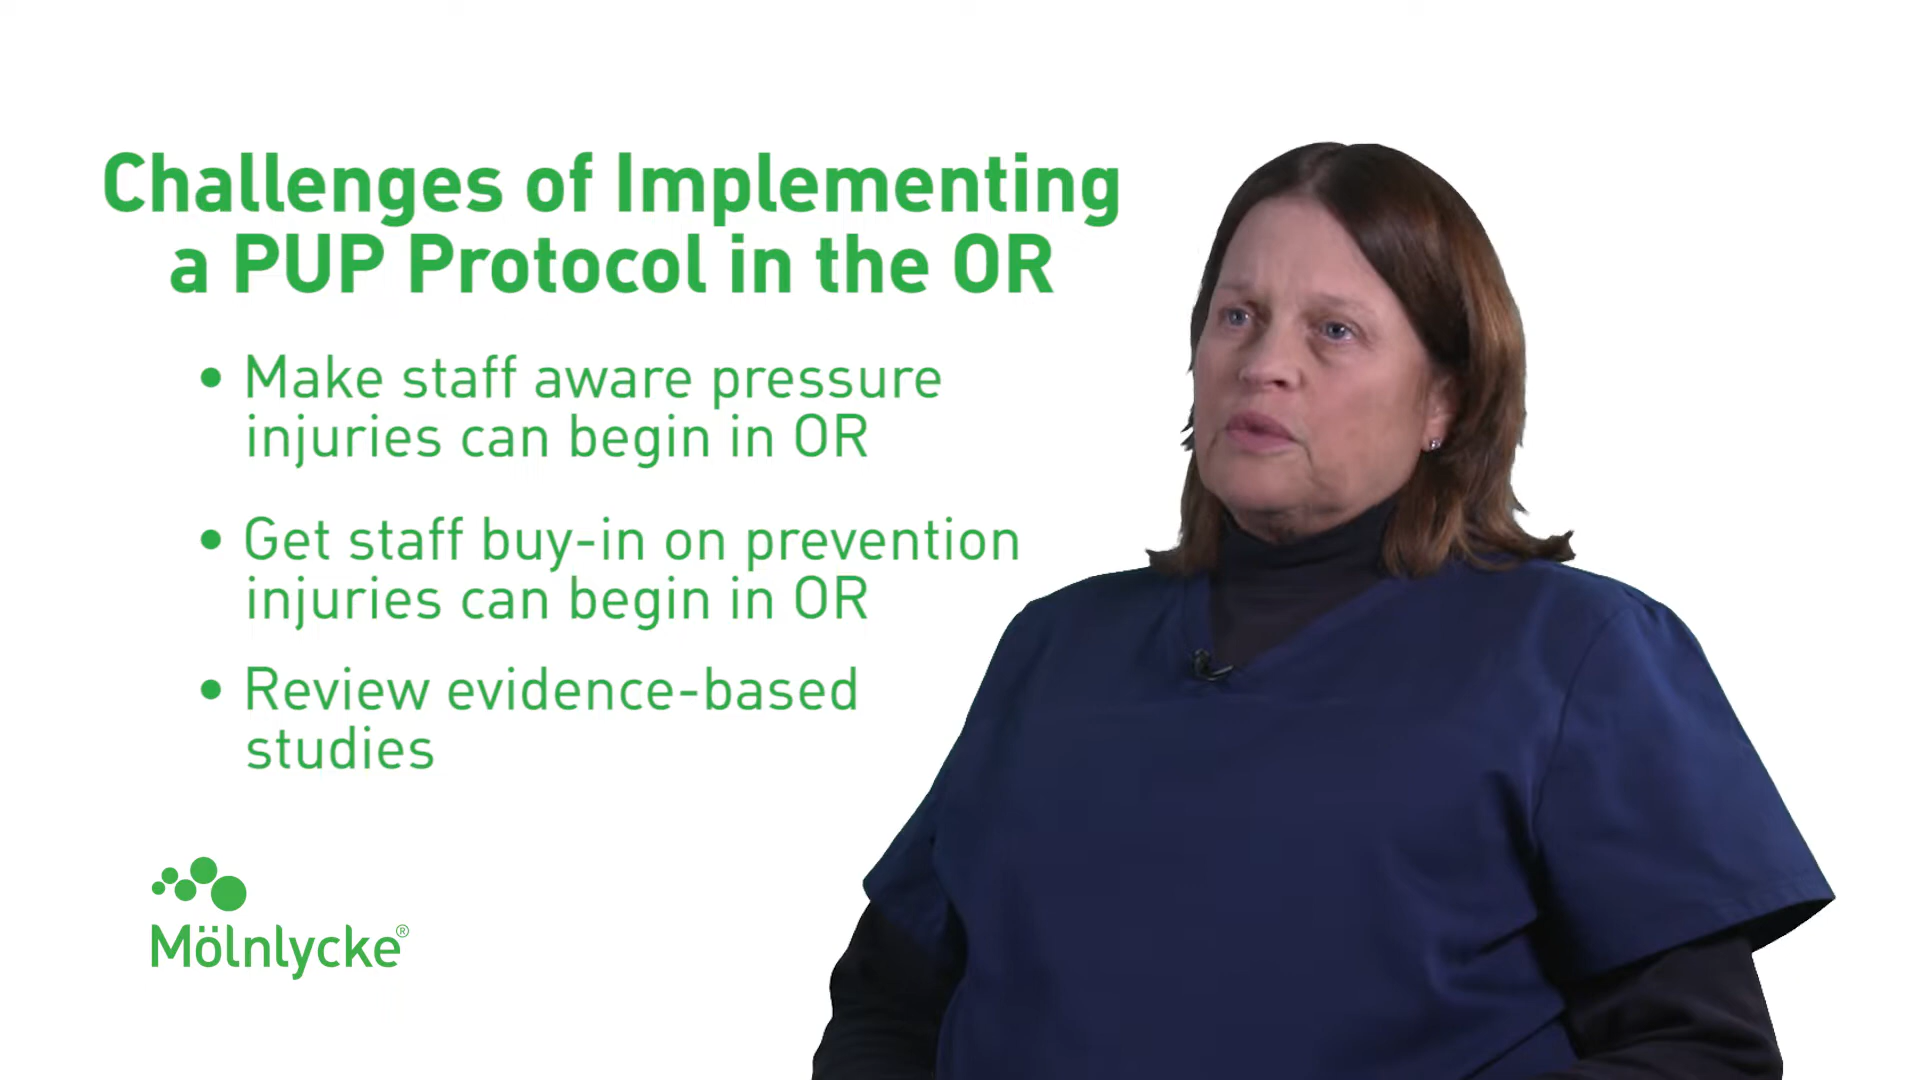 Challenges of Implementing
a PUP Protocol in the OR
• Make staff aware pressure
injuries can begin in OR
• Get staff buy-in on prevention
injuries can begin in OR
• Review evidence-based
studies
Mölnlycke®